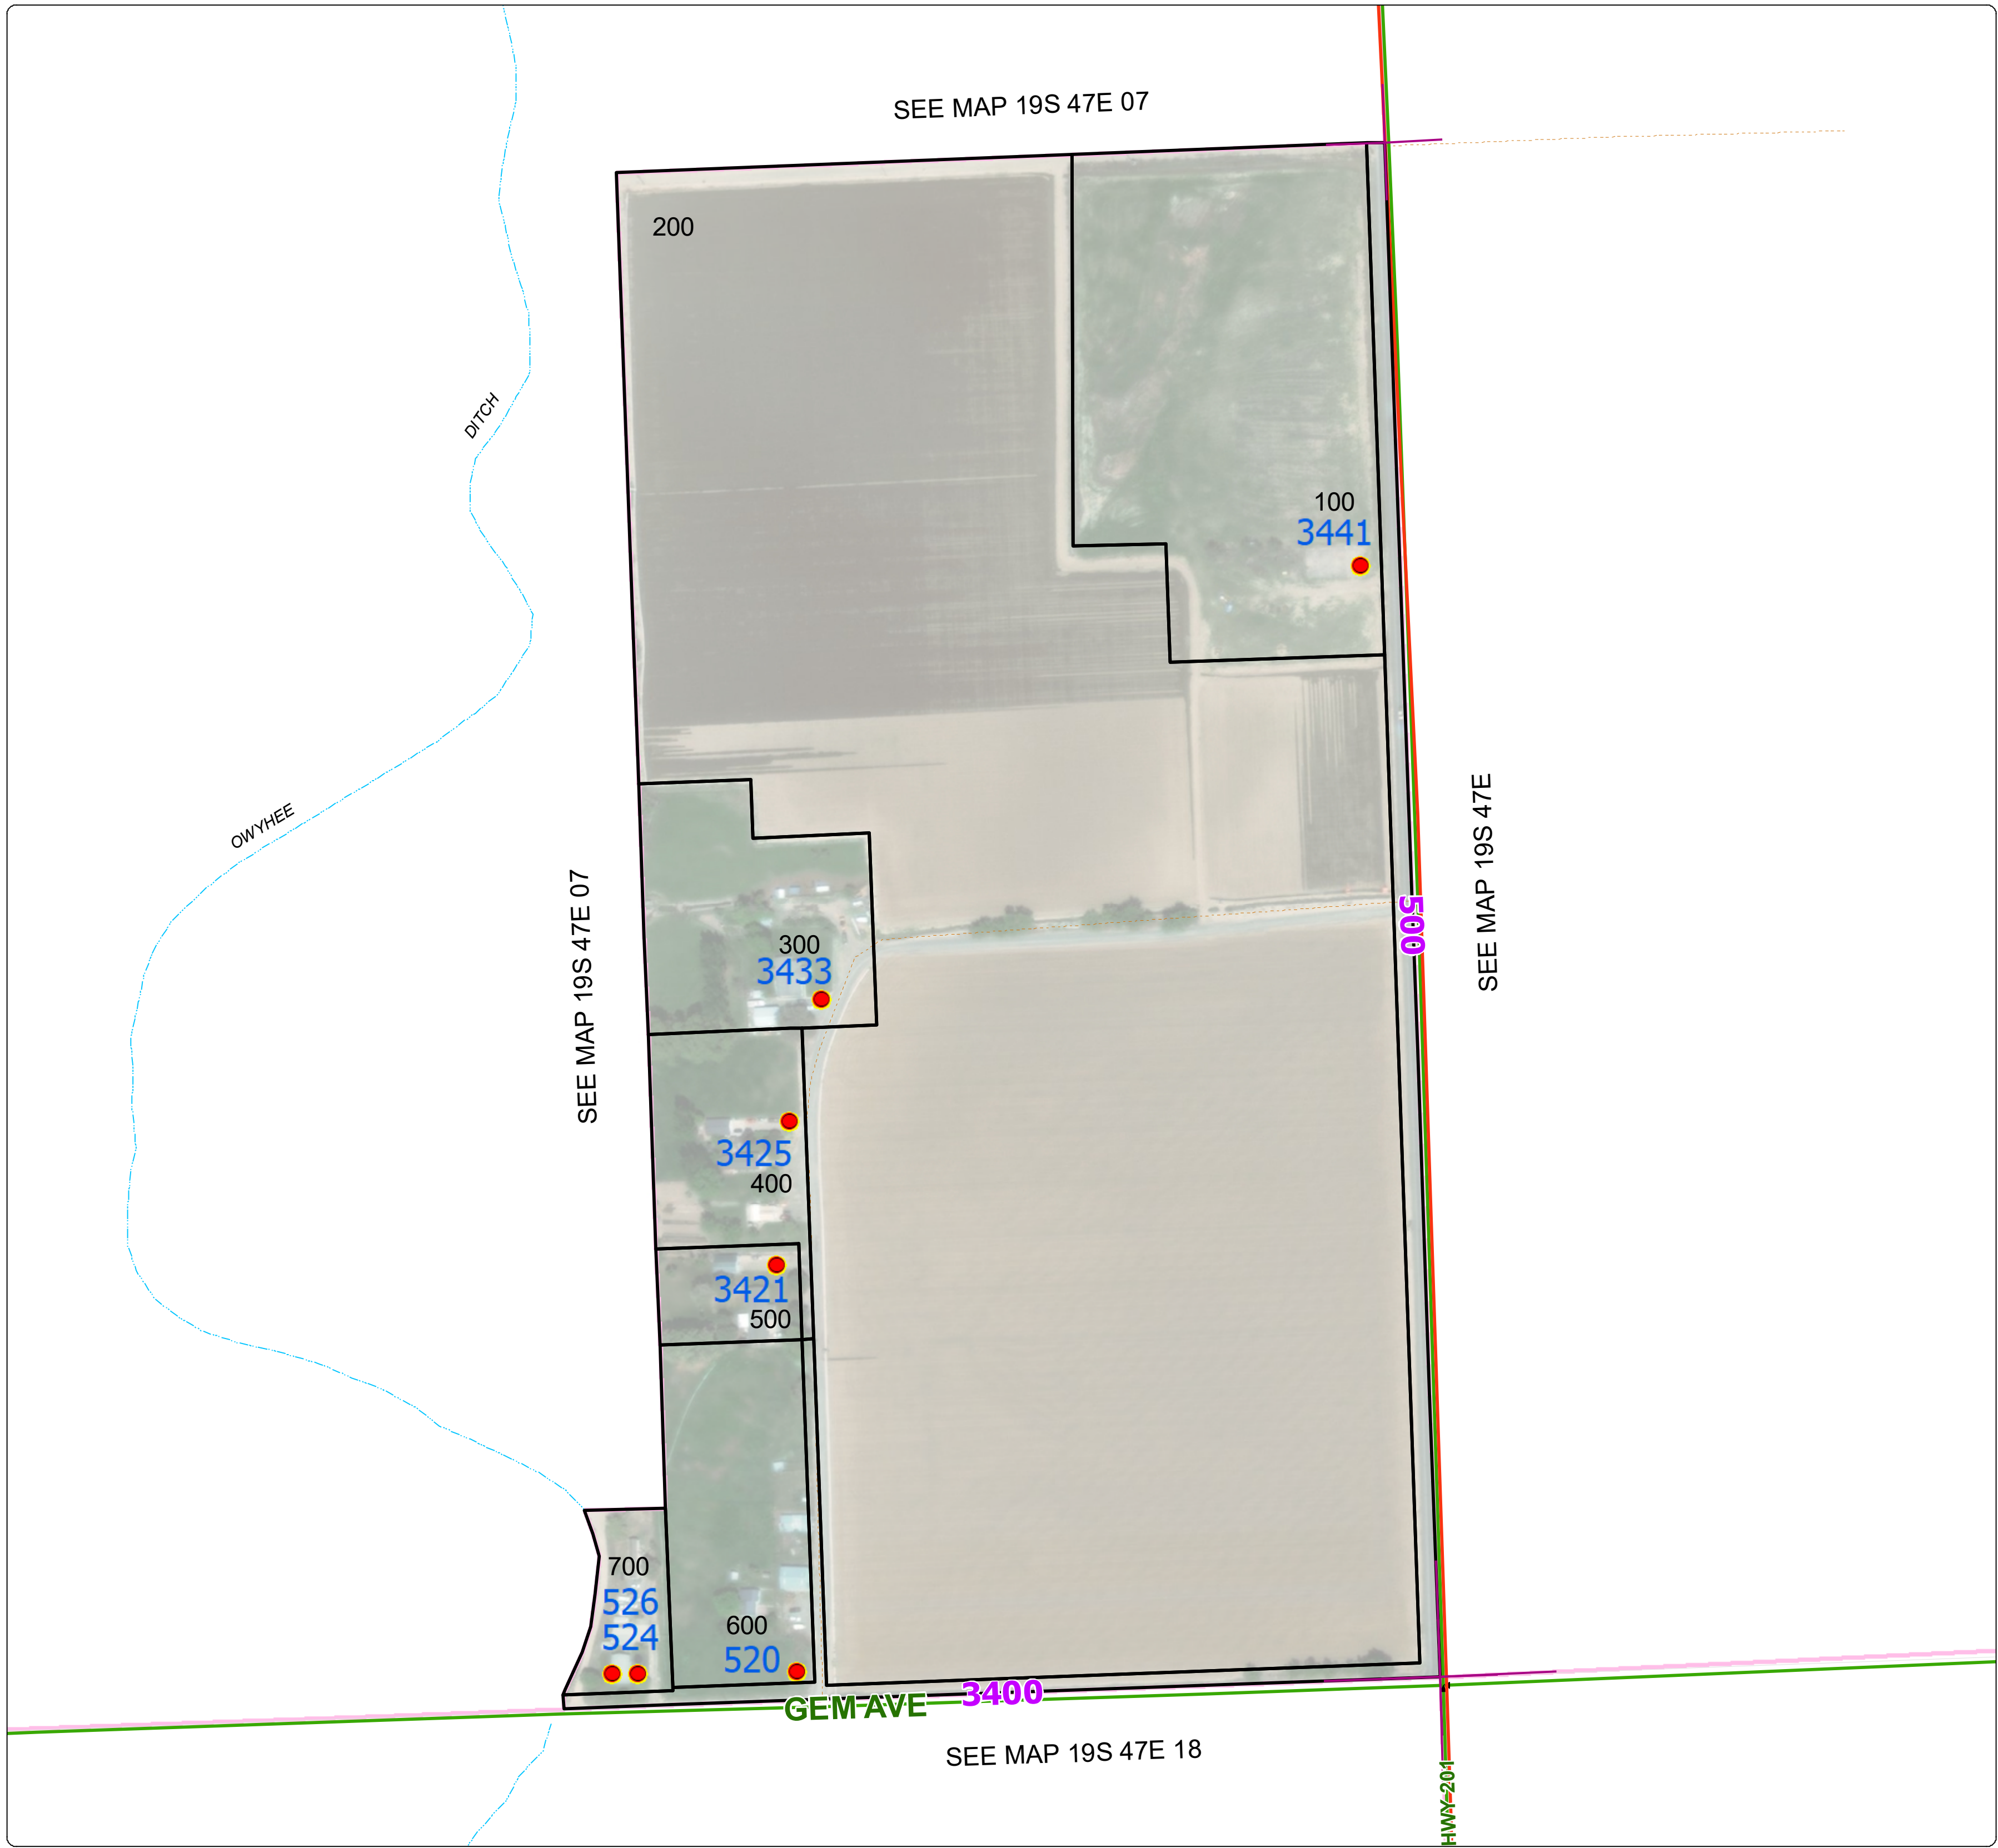 SEE MAP 19S 47E 07
200
DITCH
100
3441
OWYHEE
SEE MAP 19S 47E
SEE MAP 19S 47E 07
500
300
3433
3425
400
3421
500
700
526
524
600
520
GEM AVE
3400
SEE MAP 19S 47E 18
HWY 201